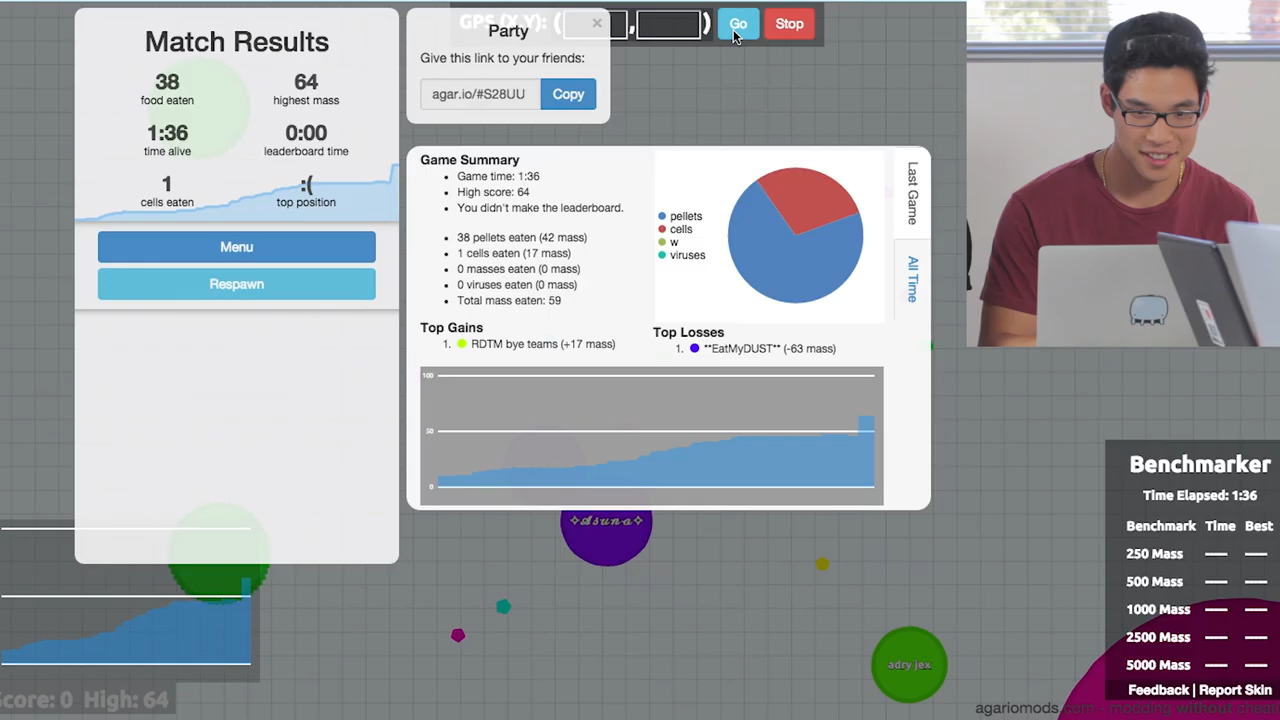 Match Results
38
food eaten
64
highest mass
1:36
time alive
0:00
leaderboard time
1
cells eaten
:(
top position
Menu
Respawn
GPS (X,Y): ( , )
Go
Stop
×
Party
Give this link to your friends:
agar.io/#S28UU
Copy
Game Summary
• Game time: 1:36
• High score: 64
• You didn't make the leaderboard.
• 38 pellets eaten (42 mass)
• 1 cells eaten (17 mass)
• 0 masses eaten (0 mass)
• 0 viruses eaten (0 mass)
• Total mass eaten: 59
pellets
cells
w
viruses
Last Game
All Time
Top Gains
1. RDTM bye teams (+17 mass)
Top Losses
1. **EatMyDUST** (-63 mass)
100
50
0
✧𝓐𝓼𝓾𝓷𝓪✧
adry jex
Benchmarker
Time Elapsed: 1:36
Benchmark Time Best
250 Mass — —
500 Mass — —
1000 Mass — —
2500 Mass — —
5000 Mass — —
Feedback | Report Skin
core: 0 High: 64
agariomods.com - modding without chea